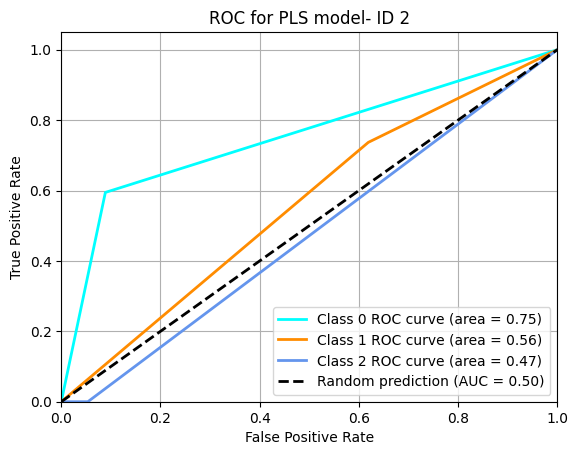 ROC for PLS model- ID 2
True Positive Rate
1.0
0.8
0.6
0.4
0.2
0.0
Class 0 ROC curve (area = 0.75)
Class 1 ROC curve (area = 0.56)
Class 2 ROC curve (area = 0.47)
Random prediction (AUC = 0.50)
0.0 0.2 0.4 0.6 0.8 1.0
False Positive Rate